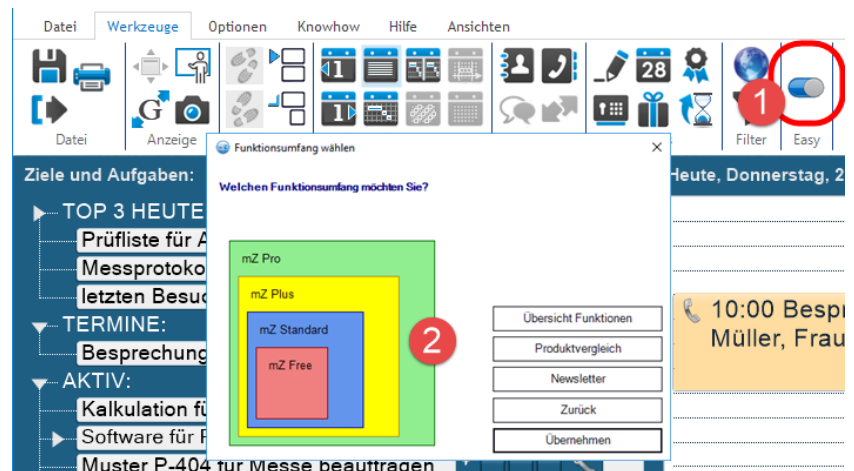 Datei Werkzeuge Optionen Knowhow Hilfe Ansichten
1 31 28
1
Datei Anzeige Filter Easy
Funktionsumfang wählen
Welchen Funktionsumfang möchten Sie?
Ziele und Aufgaben:
Heute, Donnerstag, 2
TOP 3 HEUTE
Prüfliste für A
Messprotoko
letzten Besuc
TERMINE:
Besprechung
AKTIV:
Kalkulation fü
Software für
Muster P-404 für Messe beauftragen
mZ Pro
mZ Plus
mZ Standard
mZ Free
2
Übersicht Funktionen
Produktvergleich
Newsletter
Zurück
Übernehmen
10:00 Bespr
Müller, Frau